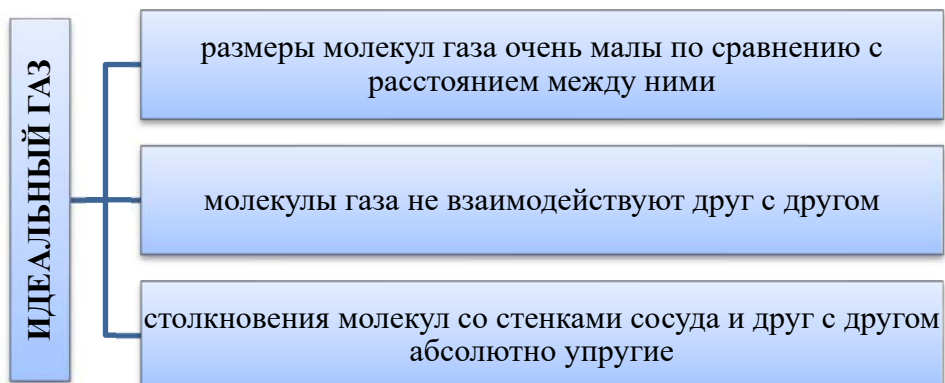 ИДЕАЛЬНЫЙ ГАЗ
размеры молекул газа очень малы по сравнению с
расстоянием между ними
молекулы газа не взаимодействуют друг с другом
столкновения молекул со стенками сосуда и друг с другом
абсолютно упругие